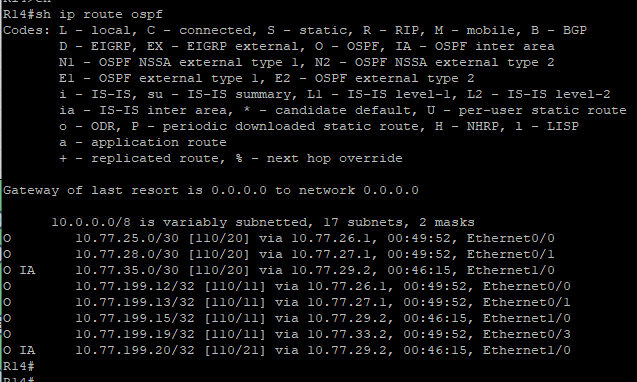 R14#sh ip route ospf
Codes: L - local, C - connected, S - static, R - RIP, M - mobile, B - BGP
D - EIGRP, EX - EIGRP external, O - OSPF, IA - OSPF inter area
N1 - OSPF NSSA external type 1, N2 - OSPF NSSA external type 2
E1 - OSPF external type 1, E2 - OSPF external type 2
i - IS-IS, su - IS-IS summary, L1 - IS-IS level-1, L2 - IS-IS level-2
ia - IS-IS inter area, * - candidate default, U - per-user static route
o - ODR, P - periodic downloaded static route, H - NHRP, l - LISP
a - application route
+ - replicated route, % - next hop override
Gateway of last resort is 0.0.0.0 to network 0.0.0.0
10.0.0.0/8 is variably subnetted, 17 subnets, 2 masks
O 10.77.25.0/30 [110/20] via 10.77.26.1, 00:49:52, Ethernet0/0
O 10.77.28.0/30 [110/20] via 10.77.27.1, 00:49:52, Ethernet0/1
O IA 10.77.35.0/30 [110/20] via 10.77.29.2, 00:46:15, Ethernet1/0
O 10.77.199.12/32 [110/11] via 10.77.26.1, 00:49:52, Ethernet0/0
O 10.77.199.13/32 [110/11] via 10.77.27.1, 00:49:52, Ethernet0/1
O 10.77.199.15/32 [110/11] via 10.77.29.2, 00:46:15, Ethernet1/0
O 10.77.199.19/32 [110/11] via 10.77.33.2, 00:49:52, Ethernet0/3
O IA 10.77.199.20/32 [110/21] via 10.77.29.2, 00:46:15, Ethernet1/0
R14#
R14#